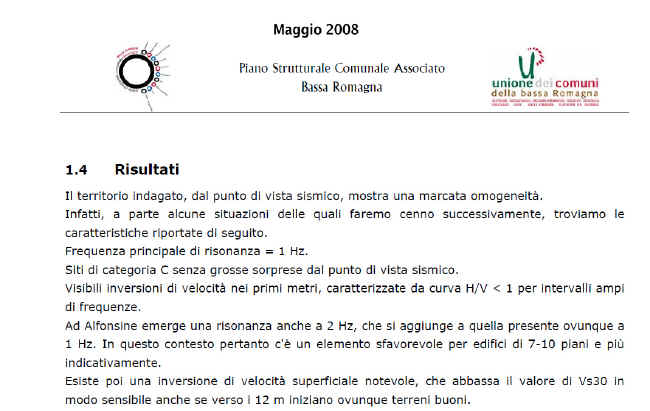 Maggio 2008
Piano Strutturale Comunale Associato
Bassa Romagna
unione dei comuni
della bassa Romagna
1.4 Risultati
Il territorio indagato, dal punto di vista sismico, mostra una marcata omogeneità.
Infatti, a parte alcune situazioni delle quali faremo cenno successivamente, troviamo le
caratteristiche riportate di seguito.
Frequenza principale di risonanza = 1 Hz.
Siti di categoria C senza grosse sorprese dal punto di vista sismico.
Visibili inversioni di velocità nei primi metri, caratterizzate da curva H/V < 1 per intervalli ampi
di frequenze.
Ad Alfonsine emerge una risonanza anche a 2 Hz, che si aggiunge a quella presente ovunque a
1 Hz. In questo contesto pertanto c'è un elemento sfavorevole per edifici di 7-10 piani e più
indicativamente.
Esiste poi una inversione di velocità superficiale notevole, che abbassa il valore di Vs30 in
modo sensibile anche se verso i 12 m iniziano ovunque terreni buoni.